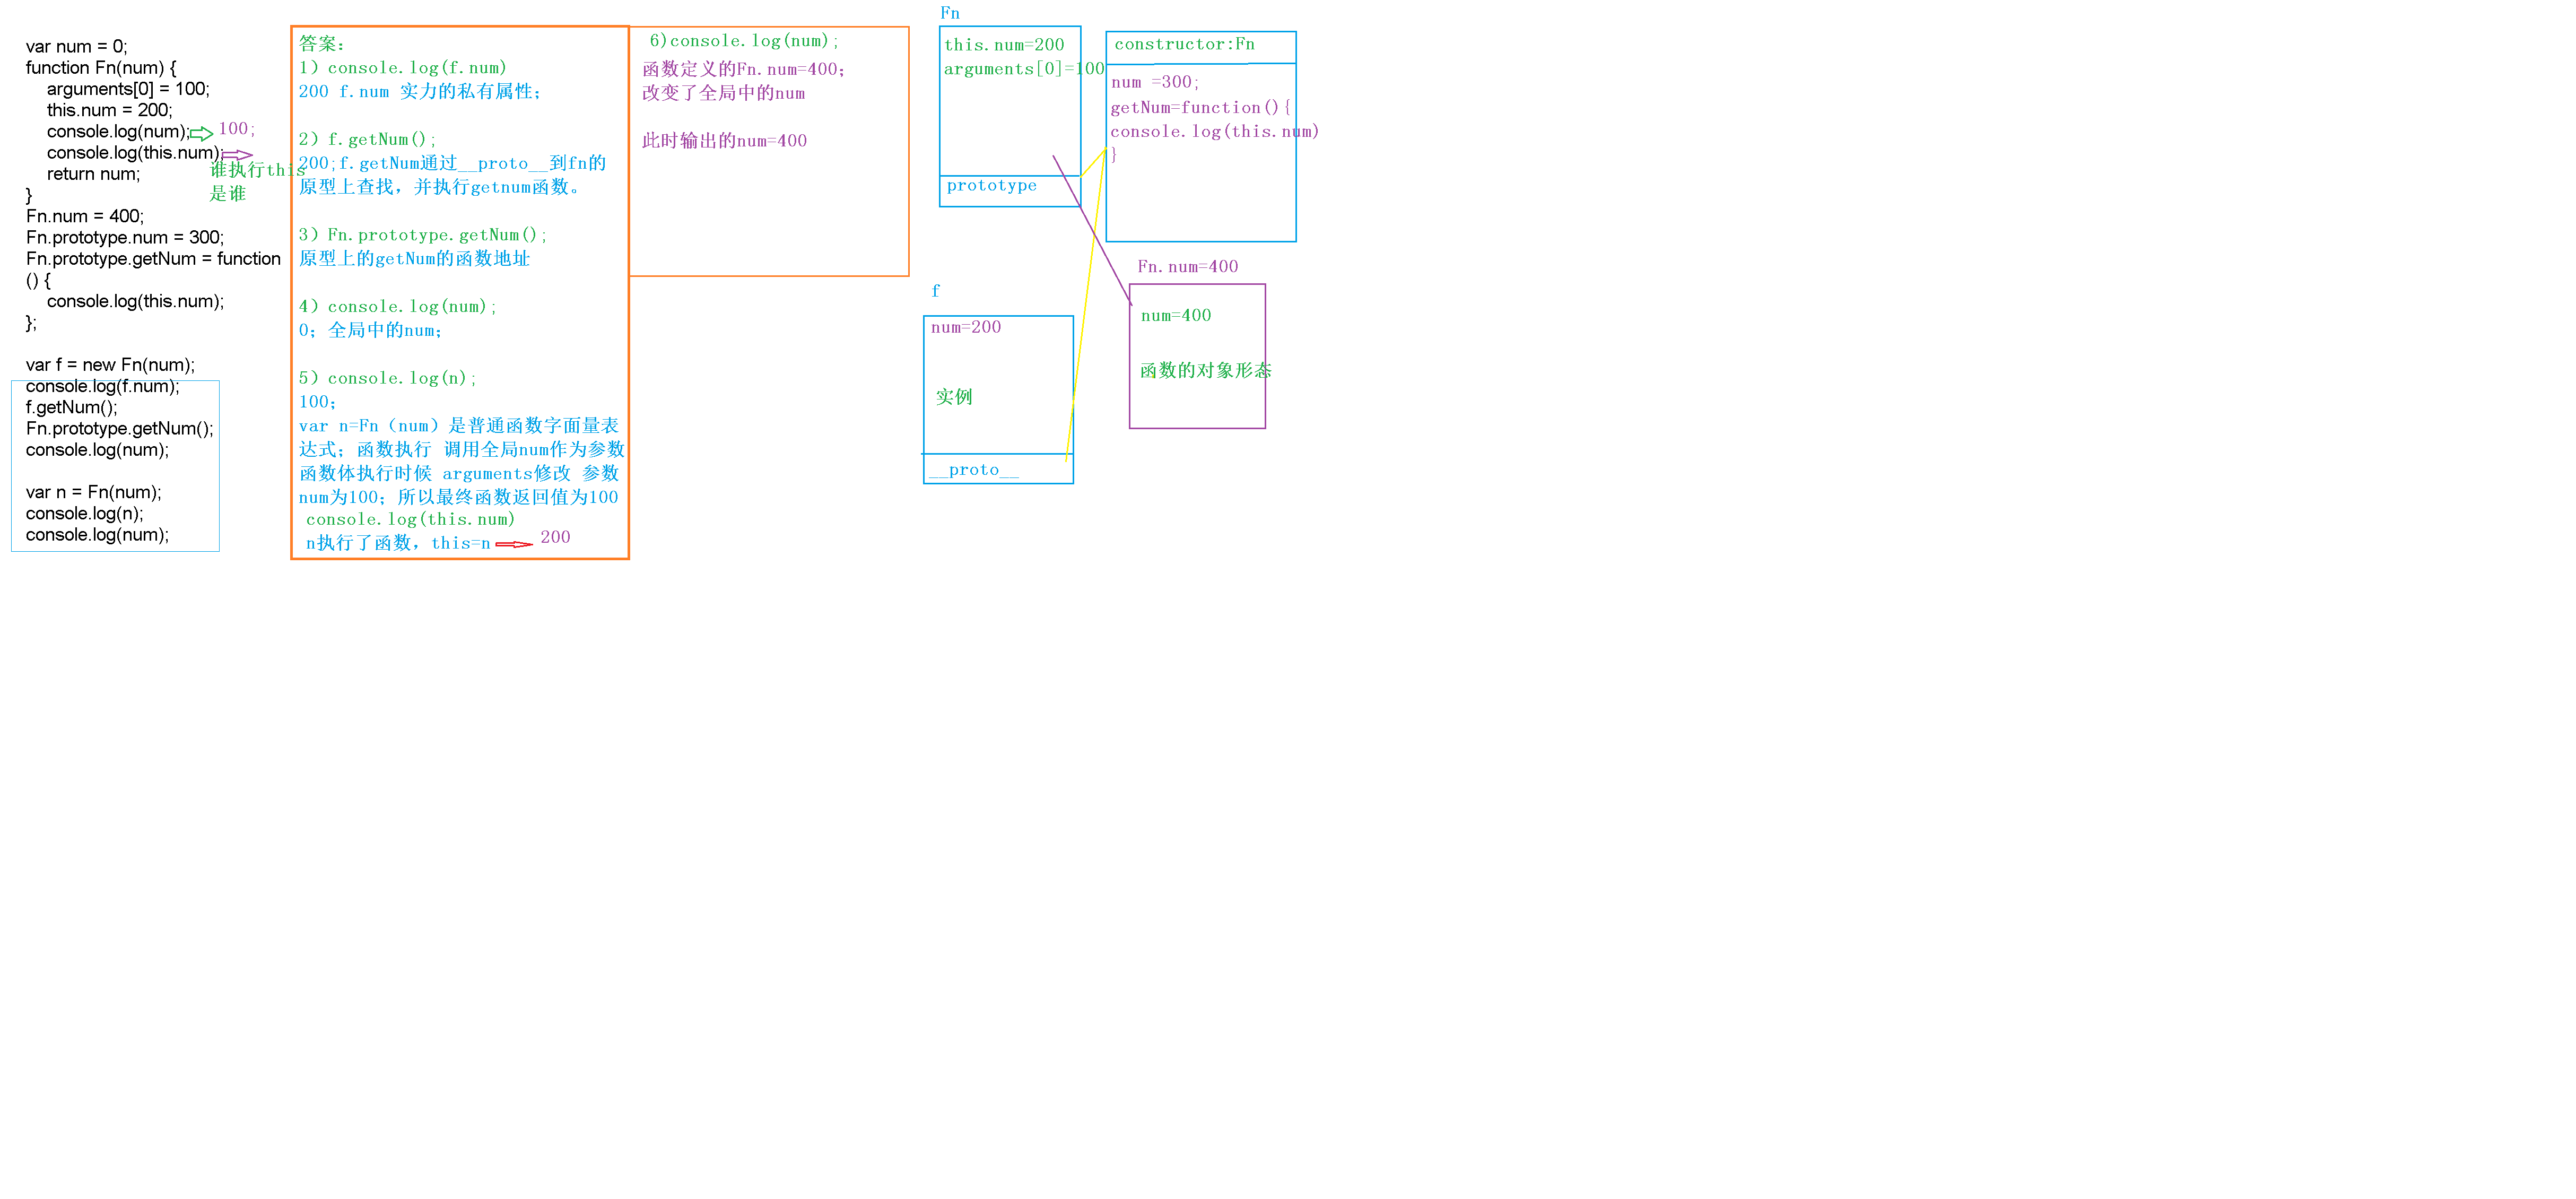 var num = 0;
function Fn(num) {
arguments[0] = 100;
this.num = 200;
console.log(num);
100;
console.log(this.num);
谁执行this
是谁
return num;
}
Fn.num = 400;
Fn.prototype.num = 300;
Fn.prototype.getNum = function
() {
console.log(this.num);
};
var f = new Fn(num);
console.log(f.num);
f.getNum();
Fn.prototype.getNum();
console.log(num);
var n = Fn(num);
console.log(n);
console.log(num);
答案：
1）console.log(f.num)
200 f.num 实力的私有属性；
2）f.getNum();
200;f.getNum通过__proto__到fn的
原型上查找，并执行getnum函数。
3）Fn.prototype.getNum();
原型上的getNum的函数地址
4）console.log(num);
0；全局中的num；
5）console.log(n);
100；
var n=Fn（num）是普通函数字面量表
达式；函数执行 调用全局num作为参数
函数体执行时候 arguments修改 参数
num为100；所以最终函数返回值为100
console.log(this.num)
n执行了函数，this=n
200
6)console.log(num);
函数定义的Fn.num=400；
改变了全局中的num
此时输出的num=400
Fn
this.num=200
arguments[0]=100
prototype
constructor:Fn
num =300;
getNum=function(){
console.log(this.num)
}
Fn.num=400
num=400
函数的对象形态
f
num=200
实例
__proto__